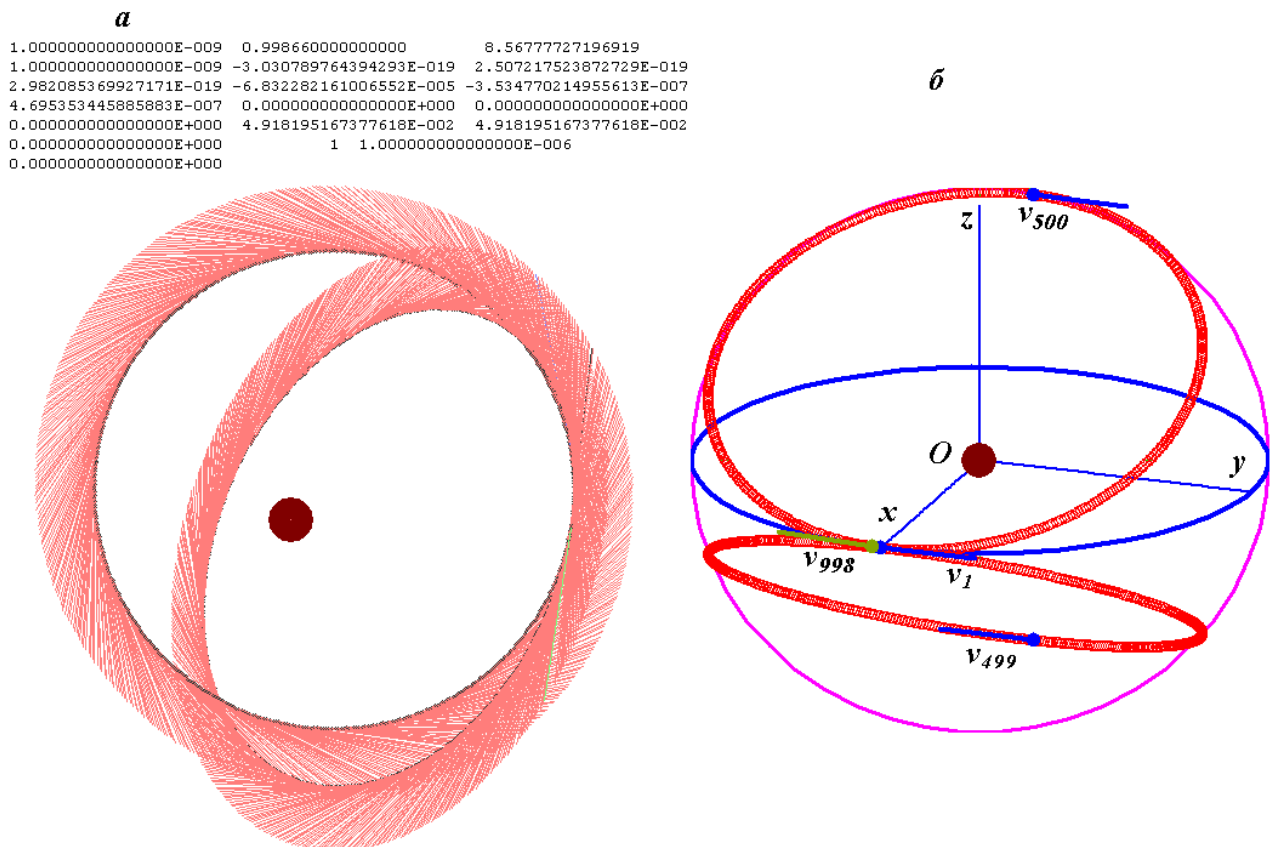 а
1.000000000000000E-009 0.998660000000000 8.56777727196919
1.000000000000000E-009 -3.030789764394293E-019 2.507217523872729E-019
2.982085369927171E-019 -6.832282161006552E-005 -3.534770214955613E-007
4.695353445885883E-007 0.000000000000000E+000 0.000000000000000E+000
0.000000000000000E+000 4.918195167377618E-002 4.918195167377618E-002
0.000000000000000E+000 1 1.000000000000000E-006
0.000000000000000E+000
б
z
v500
O
y
x
v998
v1
v499